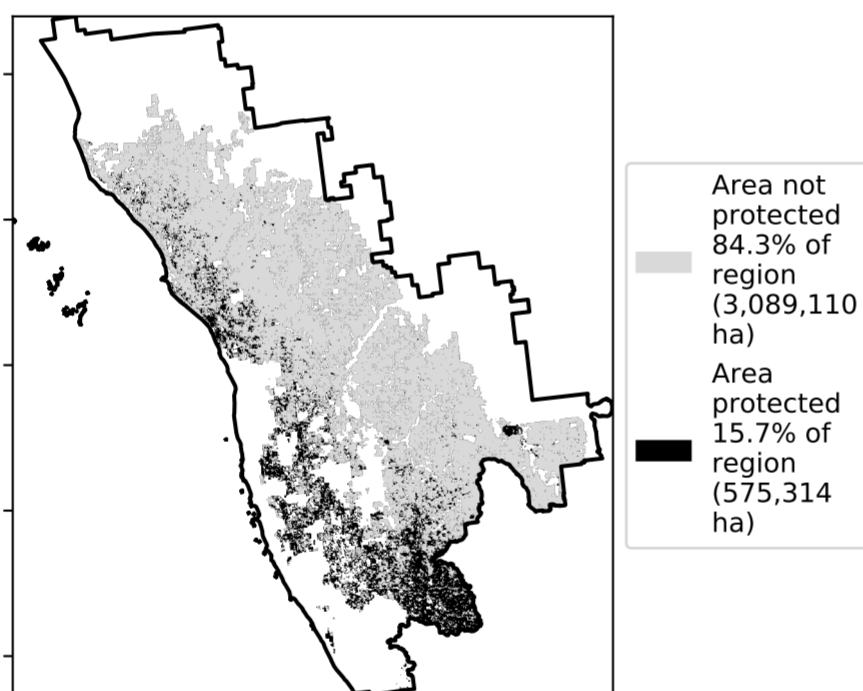 Area not
protected
84.3% of
region
(3,089,110
ha)
Area
protected
15.7% of
region
(575,314
ha)